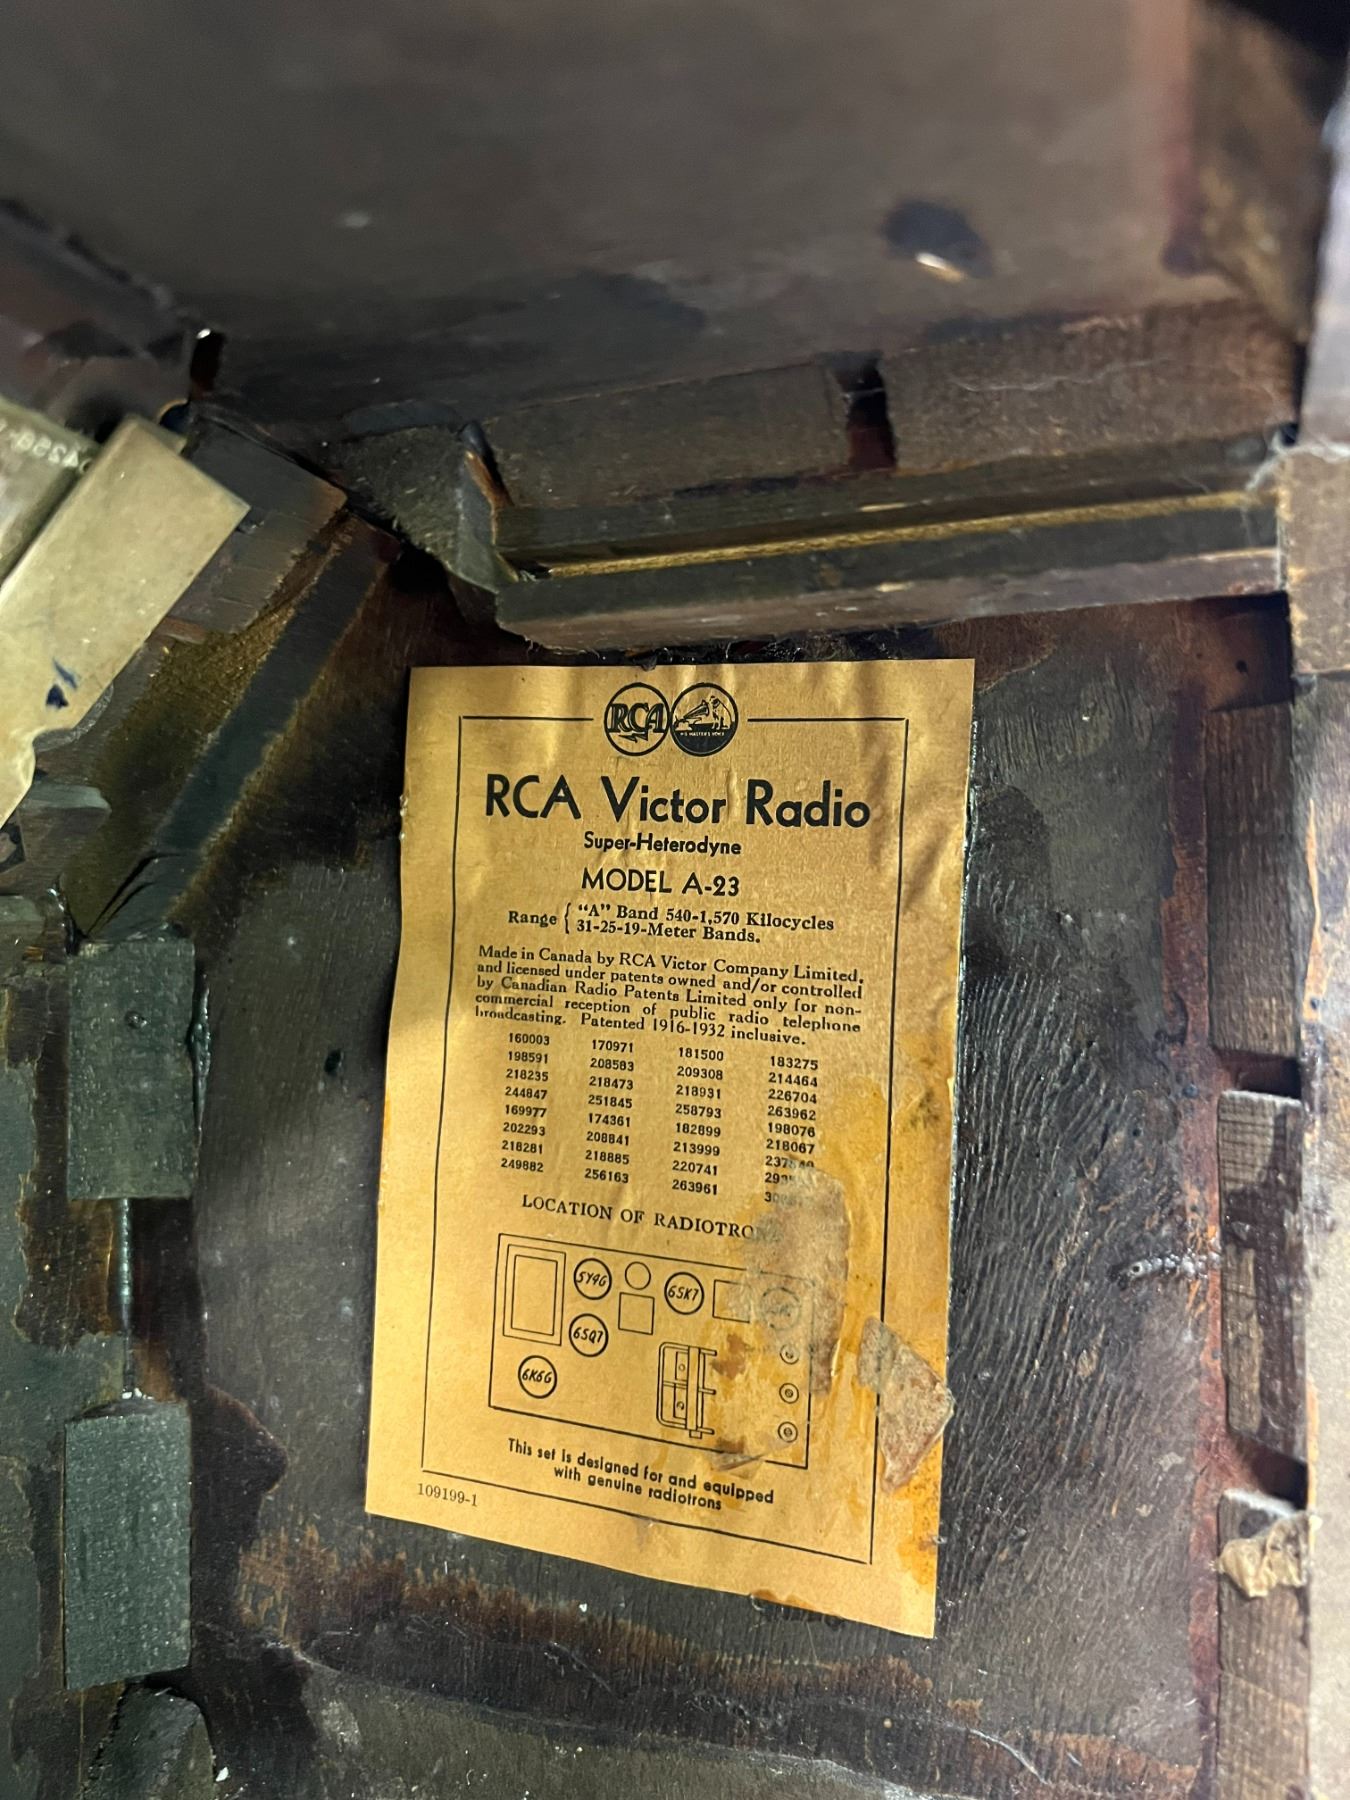 RCA HIS MASTER'S VOICE
RCA Victor Radio
Super-Heterodyne
MODEL A-23
Range { "A" Band 540-1,570 Kilocycles
31-25-19-Meter Bands.
Made in Canada by RCA Victor Company Limited,
and licensed under patents owned and/or controlled
by Canadian Radio Patents Limited only for non-
commercial reception of public radio telephone
broadcasting. Patented 1916-1932 inclusive.
160003 170971 181500 183275
198591 208583 209308 214464
218235 218473 218931 226704
244847 251845 258793 263962
169977 174361 182899 198076
202293 208841 213999 218067
218281 218885 220741
249882 256163 263961
LOCATION OF
5Y4G 6SK7
6SQ7
6K6G
This set is designed for and equipped
with genuine radiotrons
109199-1